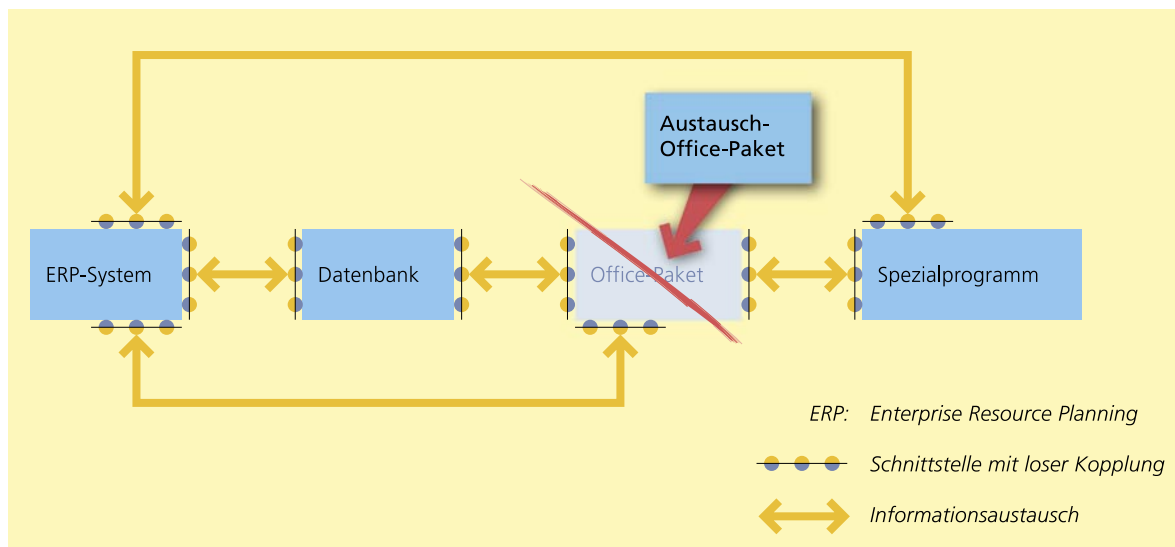 Austausch-
Office-Paket
ERP-System
Datenbank
Office-Paket
Spezialprogramm
ERP: Enterprise Resource Planning
Schnittstelle mit loser Kopplung
Informationsaustausch